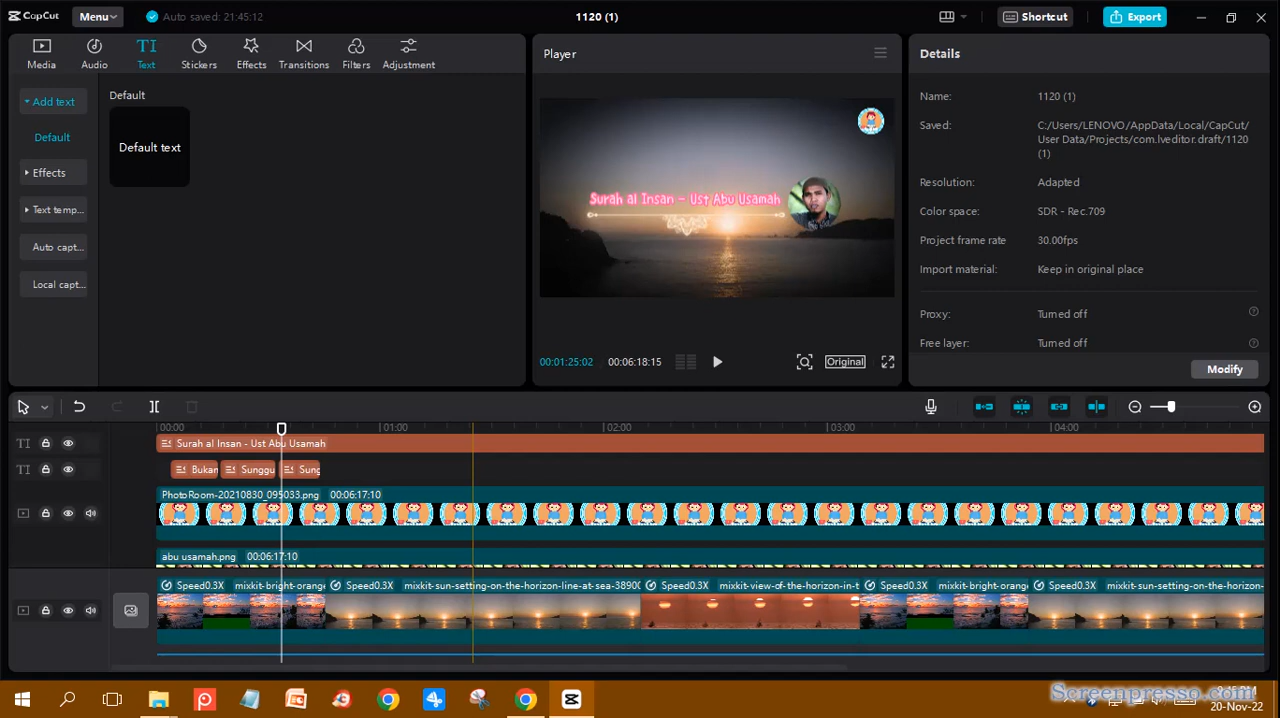 CapCut
Menu
Auto saved: 21:45:12
1120 (1)
Shortcut
Export
Media
Audio
TI
Text
Stickers
Effects
Transitions
Filters
Adjustment
Add text
Default
Effects
Text temp...
Auto capt...
Local capt...
Default
Default text
Player
Surah al Insan - Ust Abu Usamah
00:01:25:02
00:06:18:15
Original
Details
Name:
1120 (1)
Saved:
C:/Users/LENOVO/AppData/Local/CapCut/
User Data/Projects/com.lveditor.draft/1120
(1)
Resolution:
Adapted
Color space:
SDR - Rec.709
Project frame rate
30.00fps
Import material:
Keep in original place
Proxy:
Turned off
Free layer:
Turned off
Modify
00:00
01:00
02:00
03:00
04:00
TI
Surah al Insan - Ust Abu Usamah
TI
Bukan
Sunggu
Sung
PhotoRoom-20210830_095033.png 00:06:17:10
abu usamah.png 00:06:17:10
Speed0.3X mixkit-bright-orange
Speed0.3X mixkit-sun-setting-on-the-horizon-line-at-sea-3890
Speed0.3X mixkit-view-of-the-horizon-in-t
Speed0.3X mixkit-bright-orang
Speed0.3X mixkit-sun-setting-on-the-horizon-
Screenpresso.com
20-Nov-22